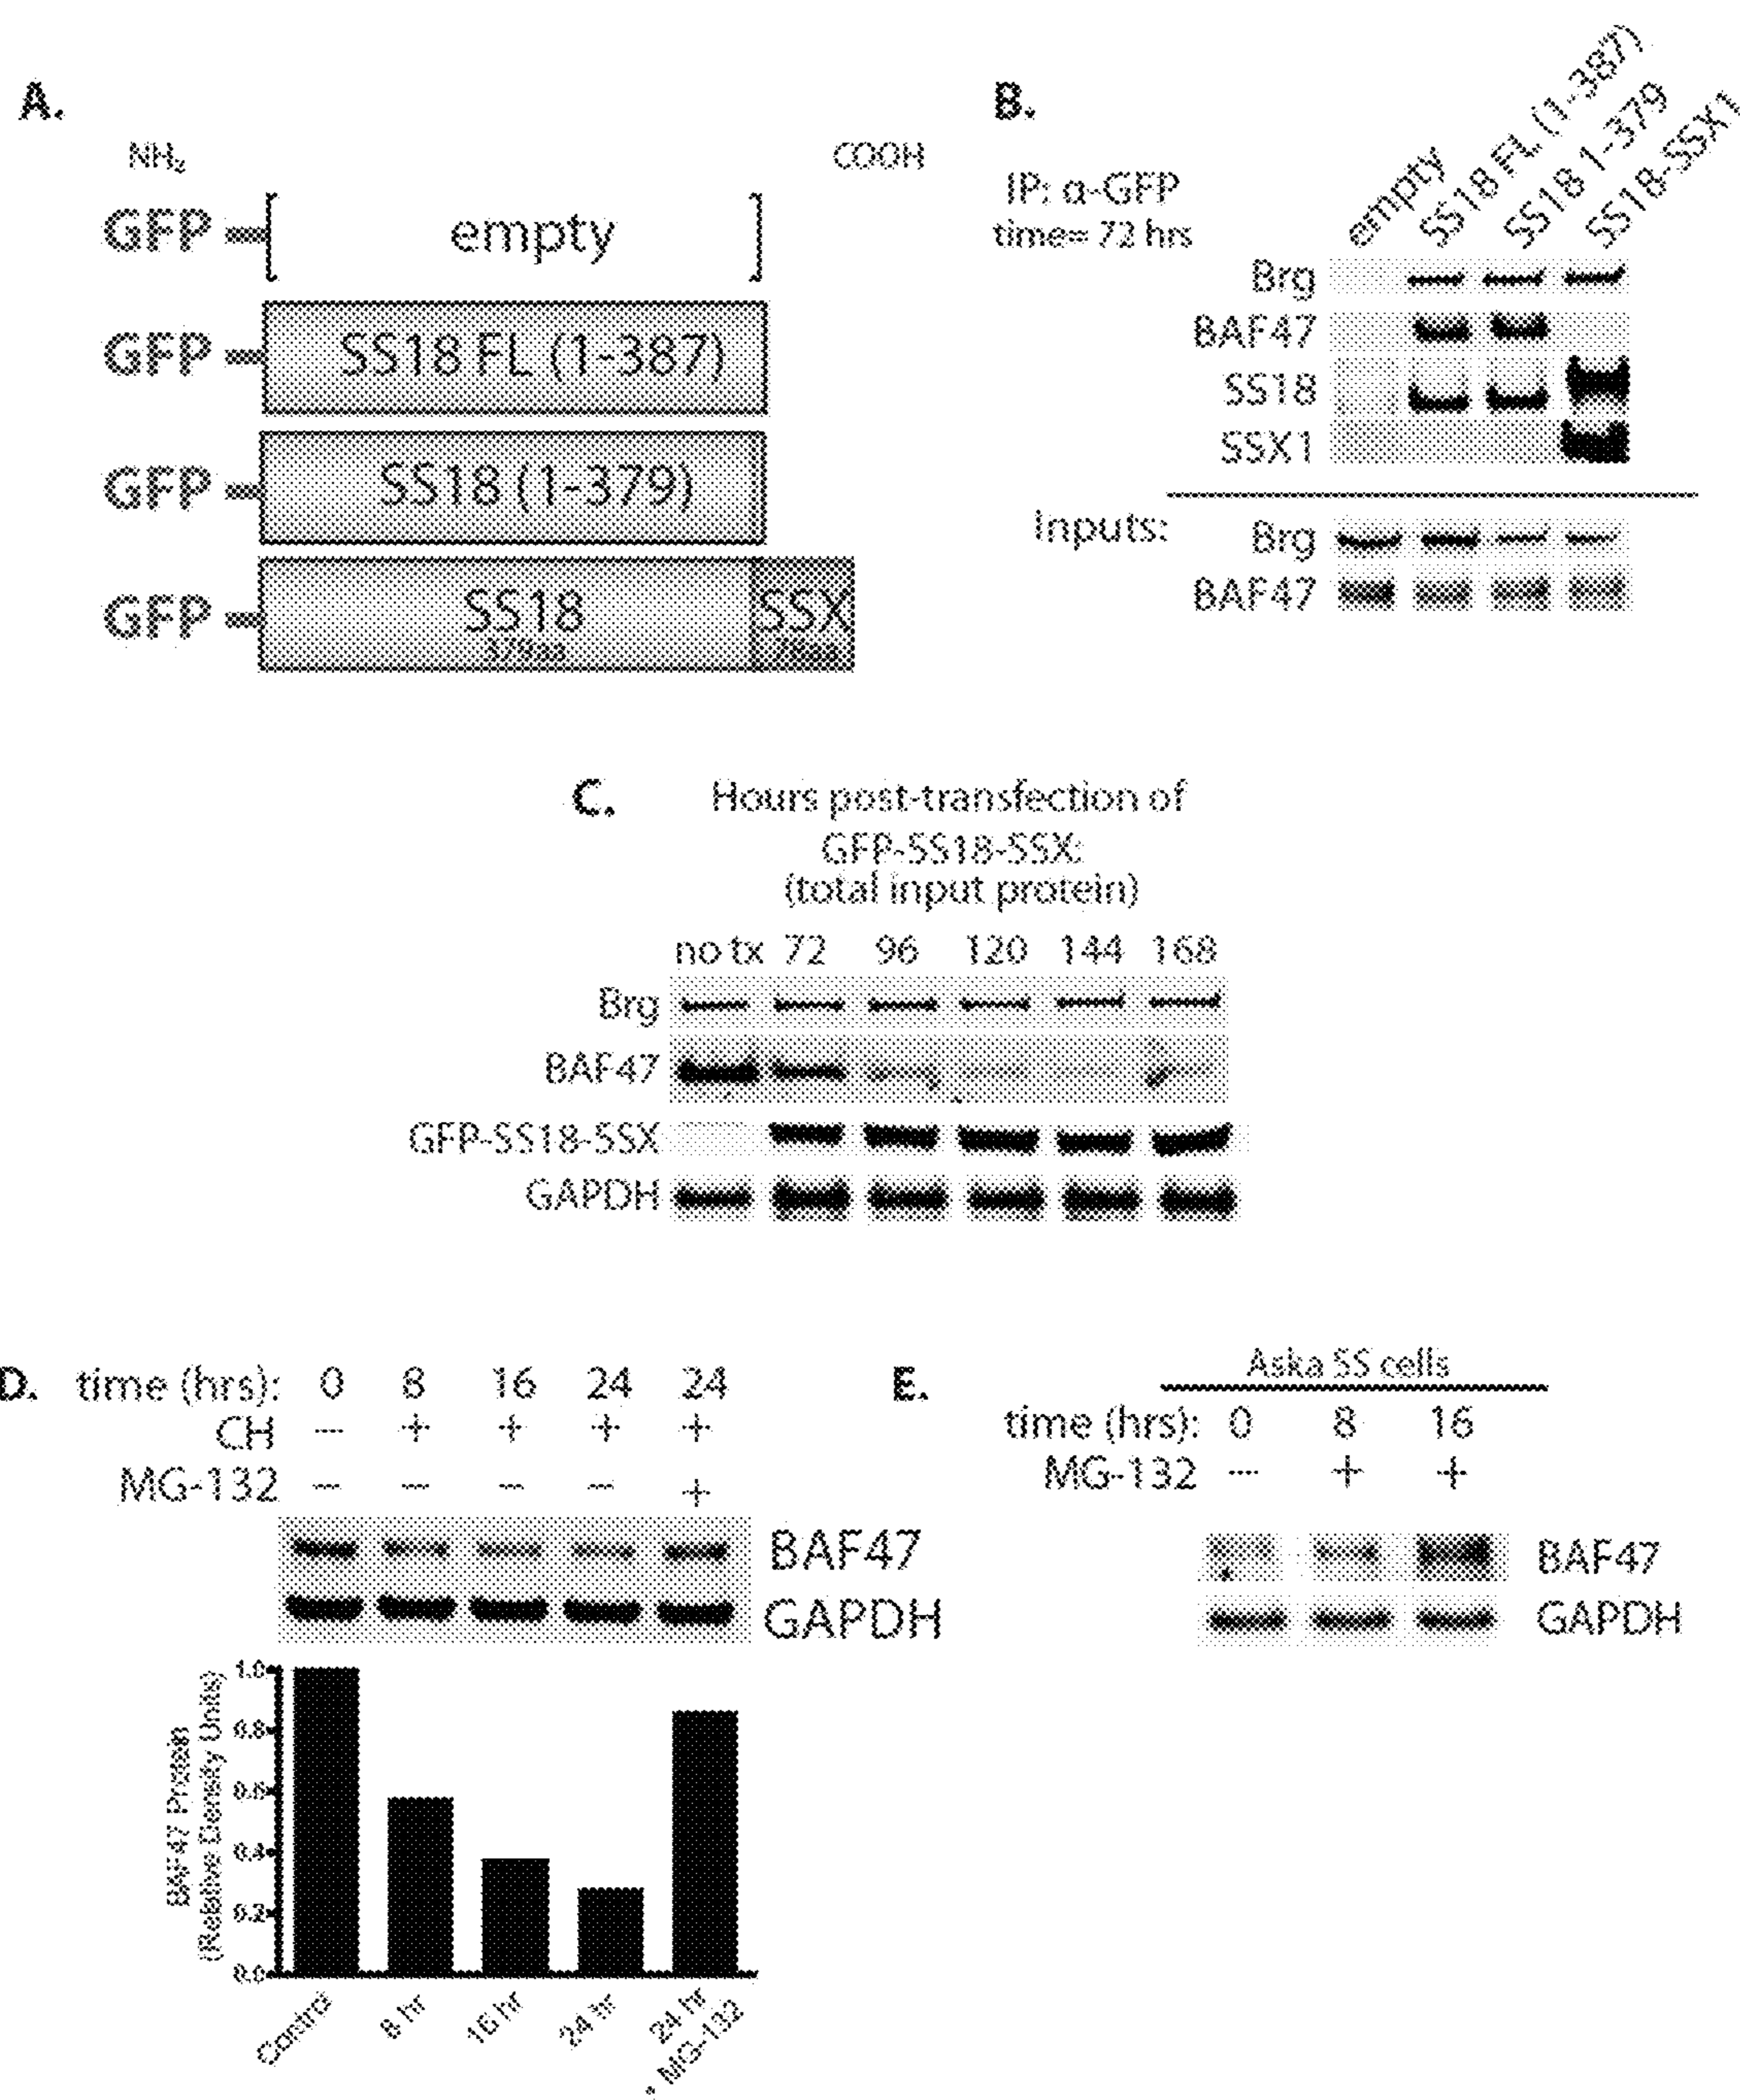 A.
NH₂ COOH
GFP [ empty ]
GFP SS18 FL (1-387)
GFP SS18 (1-379)
GFP SS18 SSX
379aa 78aa
B.
IP: α-GFP
time= 72 hrs
empty
SS18 FL (1-387)
SS18 1-379
SS18-SSX1
Brg
BAF47
SS18
SSX1
Inputs:
Brg
BAF47
C.
Hours post-transfection of
GFP-SS18-SSX:
(total input protein)
no tx 72 96 120 144 168
Brg
BAF47
GFP-SS18-SSX
GAPDH
D.
time (hrs): 0 8 16 24 24
CH – + + + +
MG-132 – – – – +
BAF47
GAPDH
BAF47 Protein
(Relative Density Units)
1.0
0.8
0.6
0.4
0.2
0.0
Control
8 hr
16 hr
24 hr
24 hr
* MG-132
E.
Aska SS cells
time (hrs): 0 8 16
MG-132 – + +
BAF47
GAPDH